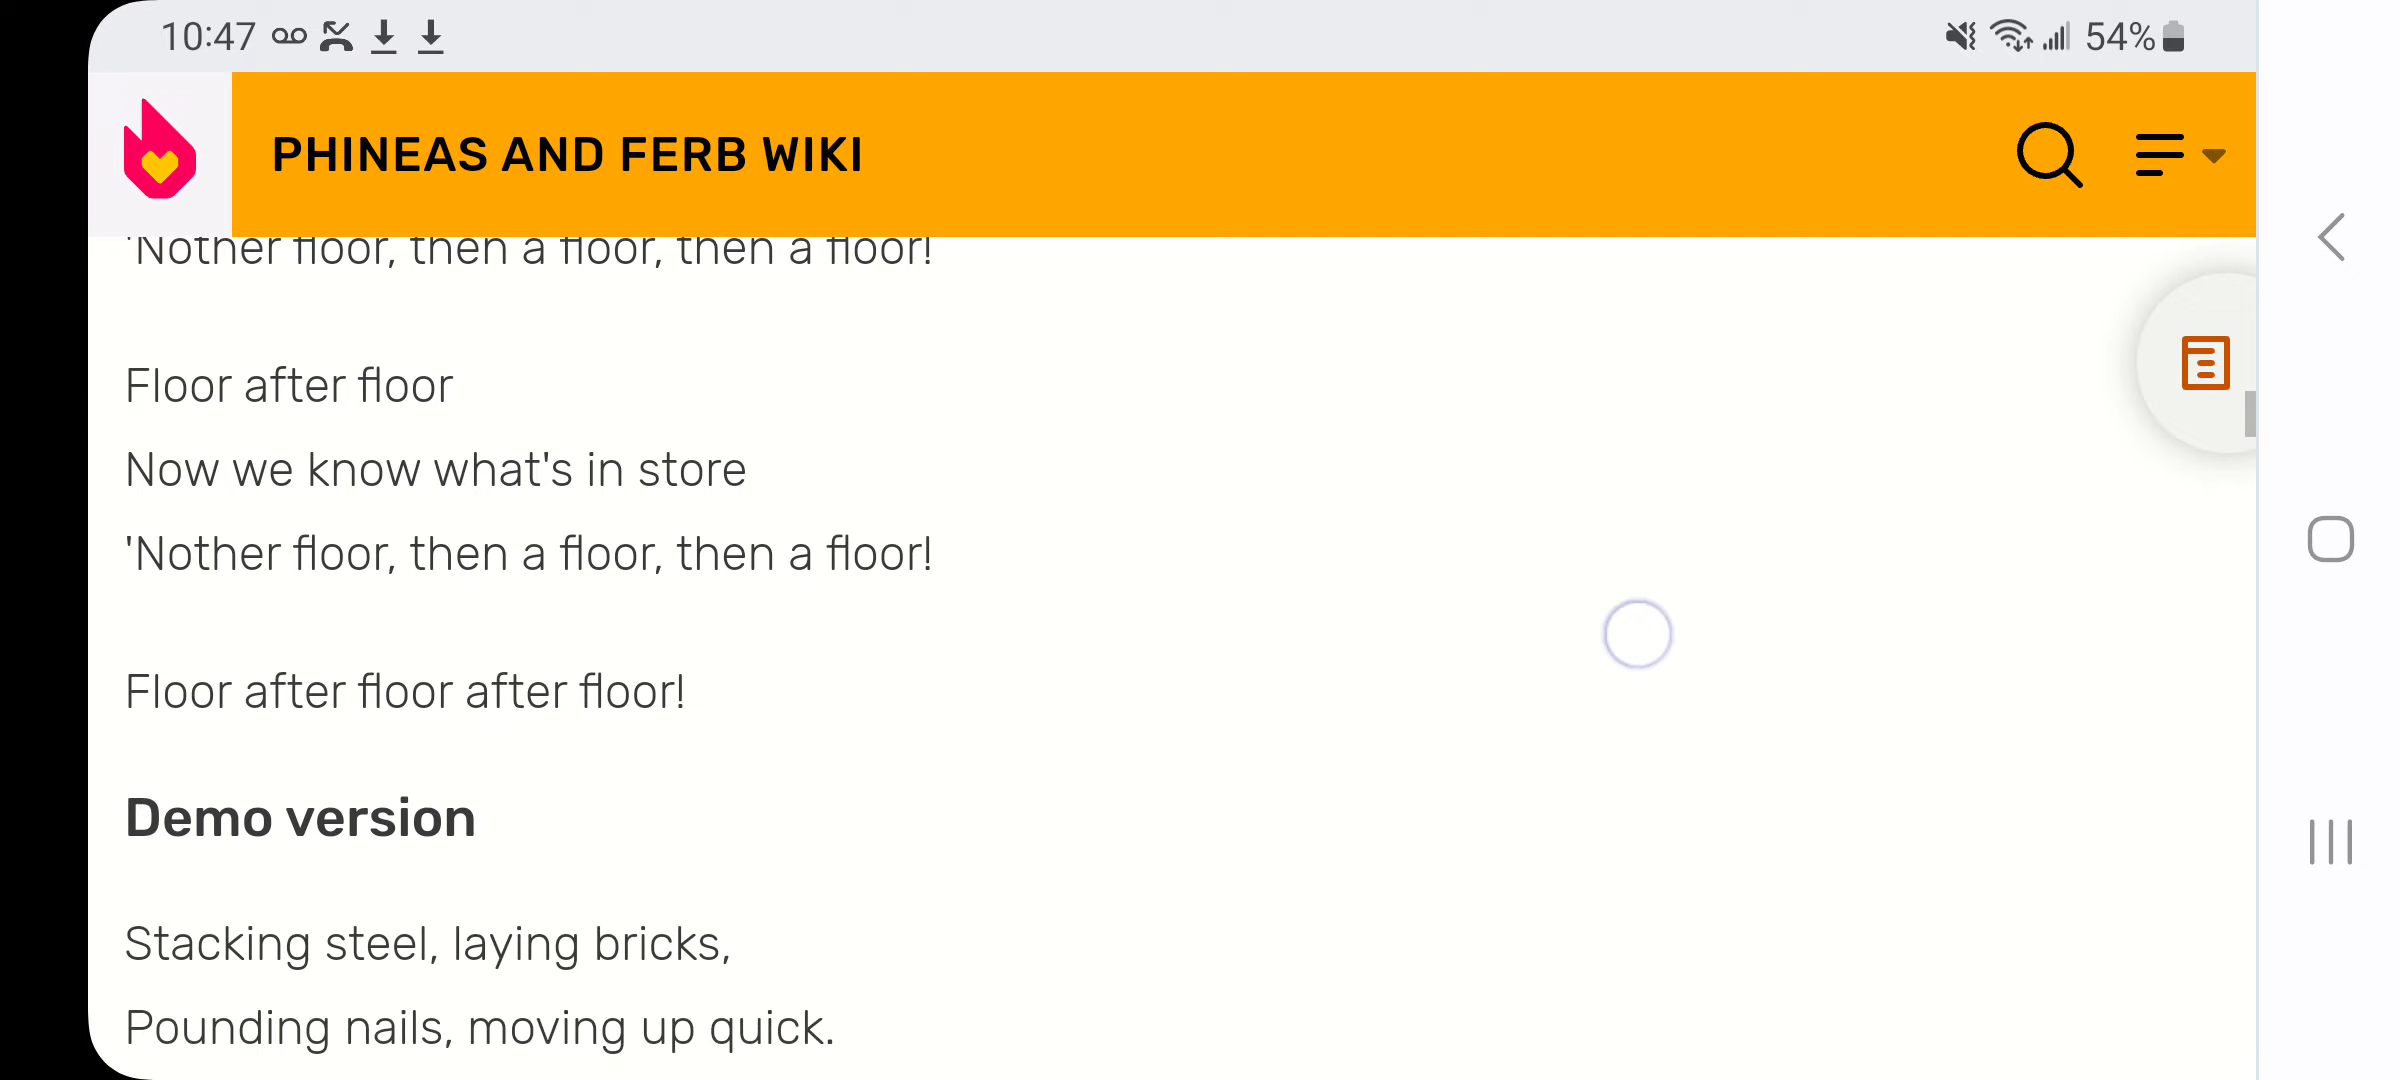 10:47
54%
PHINEAS AND FERB WIKI
'Nother floor, then a floor, then a floor!
Floor after floor
Now we know what's in store
'Nother floor, then a floor, then a floor!
Floor after floor after floor!
Demo version
Stacking steel, laying bricks,
Pounding nails, moving up quick.